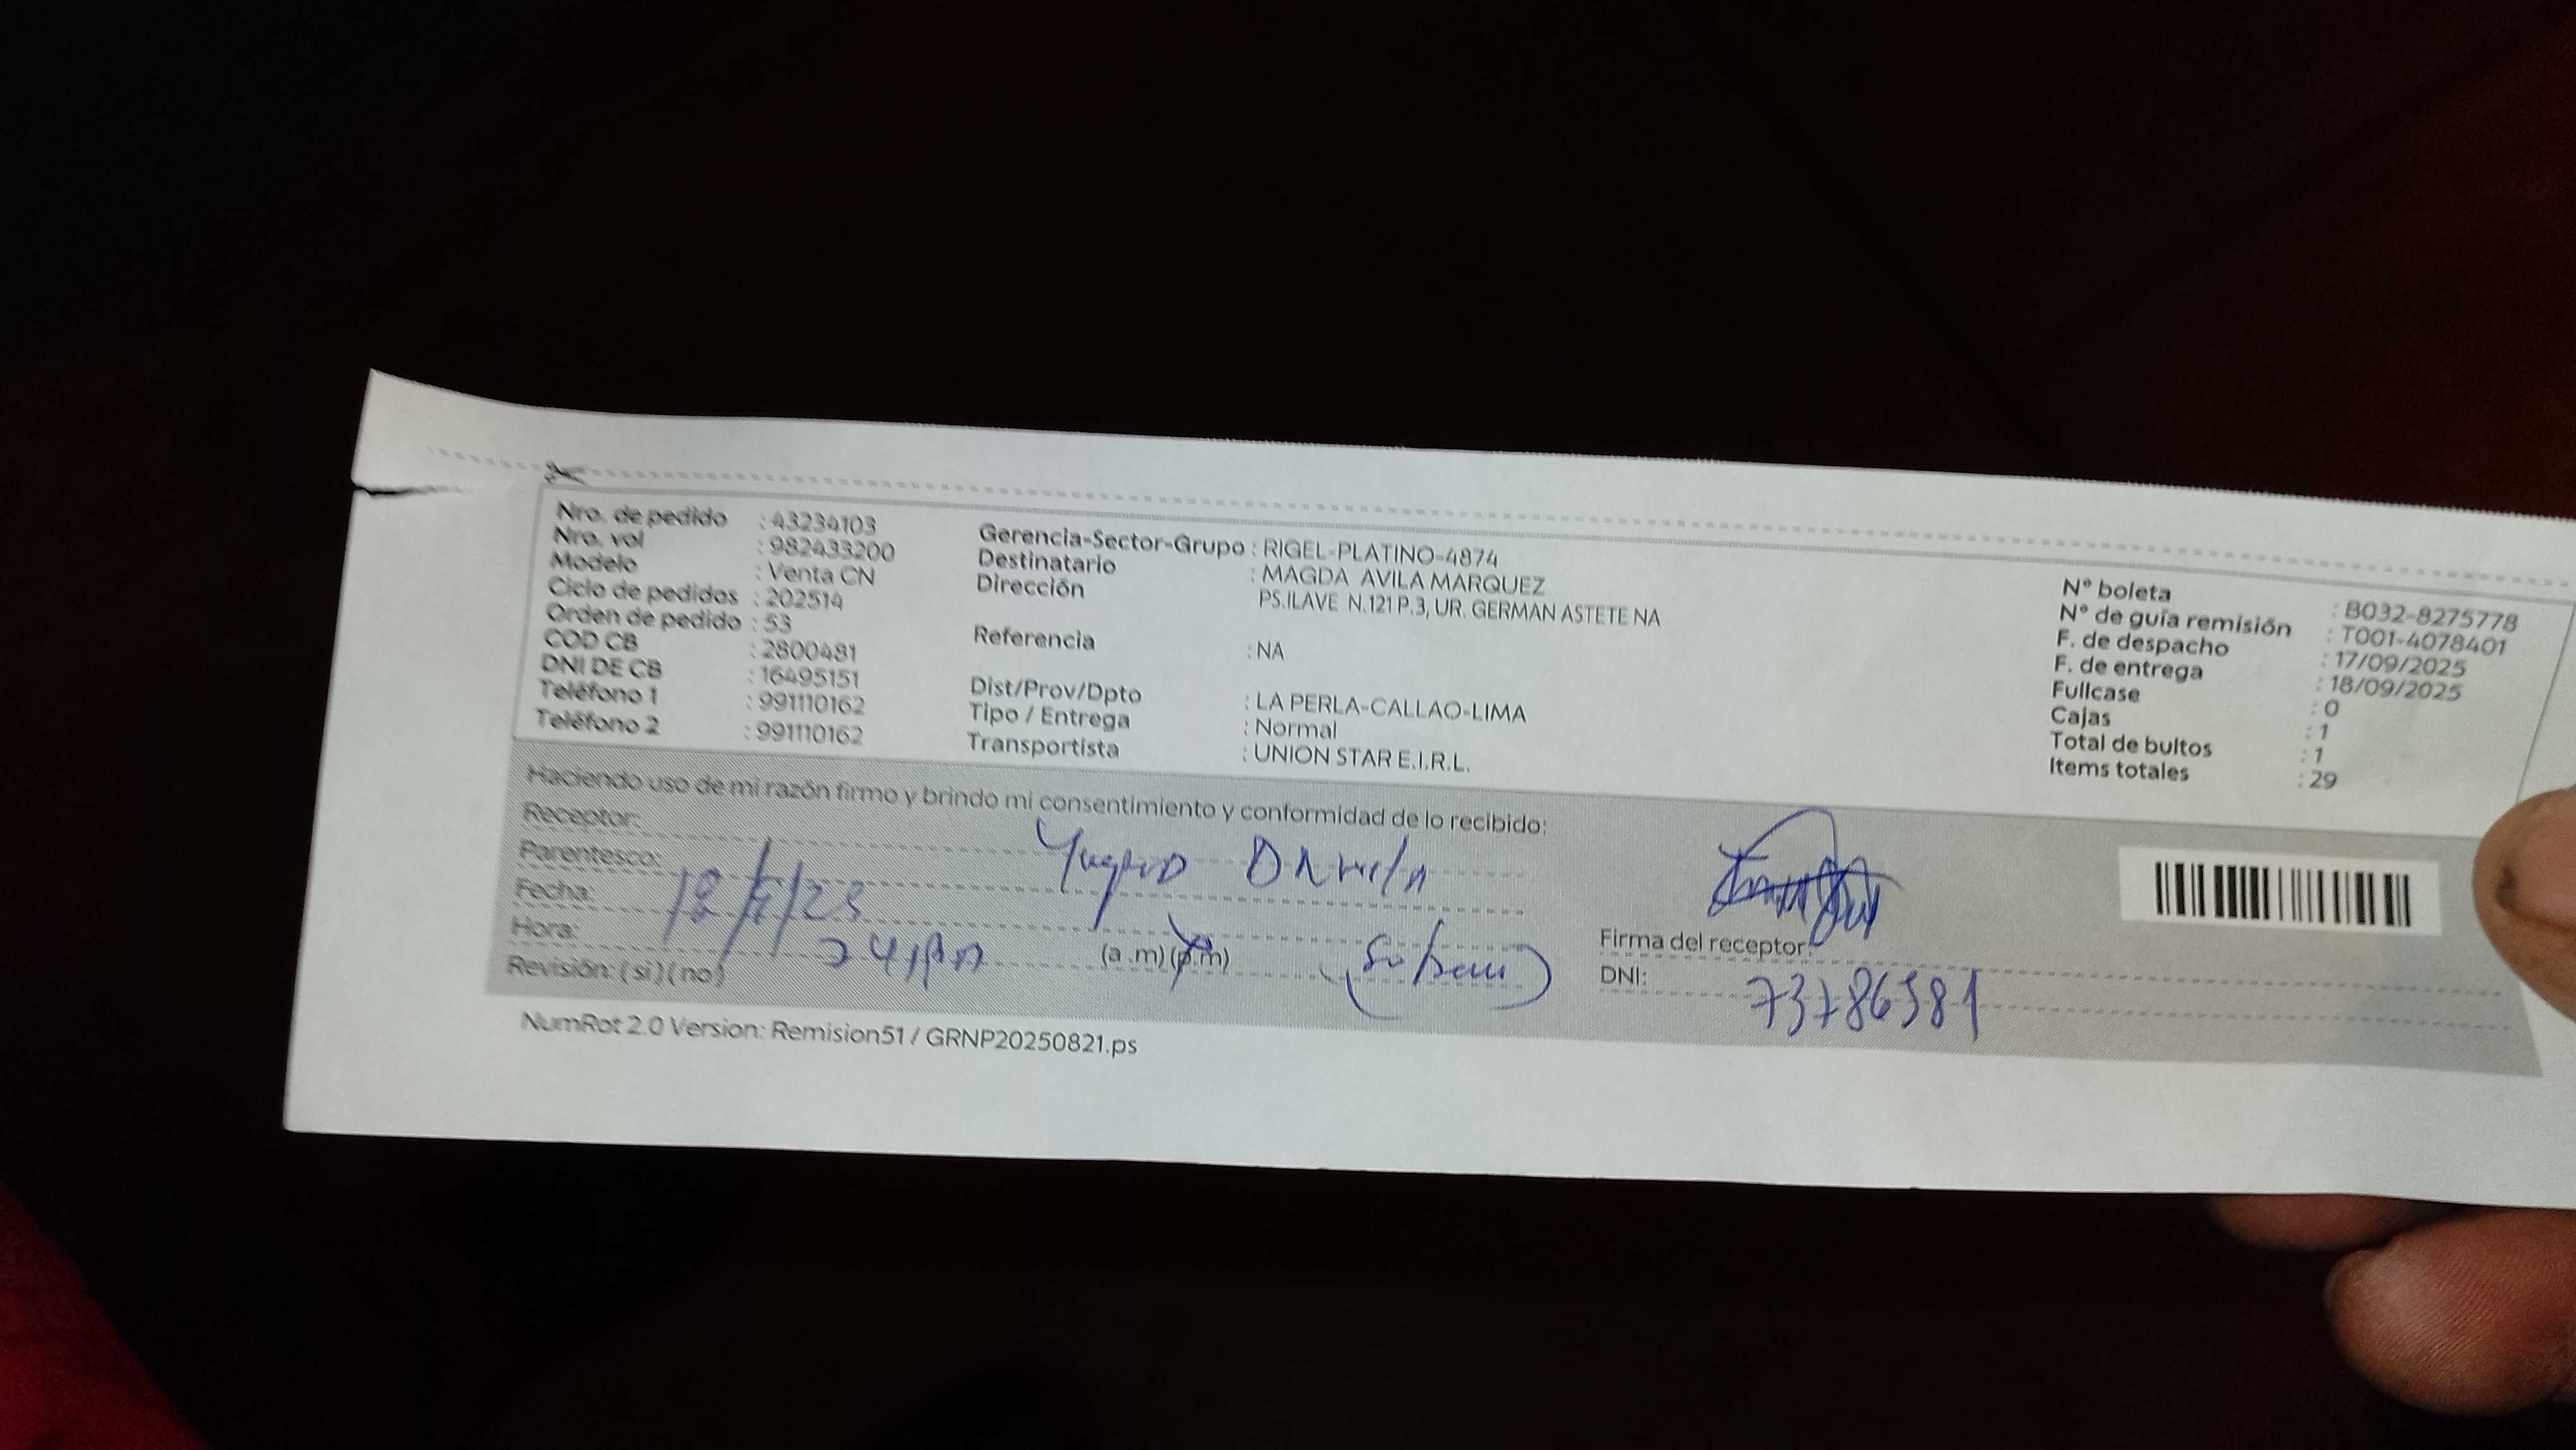 Nro. de pedido : 43234103
Nro. vol : 982433200
Modelo : Venta CN
Ciclo de pedidos : 202514
Orden de pedido : 53
COD CB : 2800481
DNI DE CB : 16495151
Teléfono 1 : 991110162
Teléfono 2 : 991110162
Gerencia-Sector-Grupo : RIGEL-PLATINO-4874
Destinatario : MAGDA AVILA MARQUEZ
Dirección PS.ILAVE N.121 P.3, UR. GERMAN ASTETE NA
Referencia : NA
Dist/Prov/Dpto : LA PERLA-CALLAO-LIMA
Tipo / Entrega : Normal
Transportista : UNION STAR E.I.R.L.
N° boleta : B032-8275778
N° de guía remisión : T001-4078401
F. de despacho : 17/09/2025
F. de entrega : 18/09/2025
Fullcase : 0
Cajas : 1
Total de bultos : 1
Items totales : 29
Haciendo uso de mi razón firmo y brindo mi consentimiento y conformidad de lo recibido:
Receptor:
Parentesco:
Fecha:
Hora: (a.m)(p.m)
Revisión: (si)(no)
Firma del receptor:
DNI: 73786581
NumRot 2.0 Version: Remision51 / GRNP20250821.ps